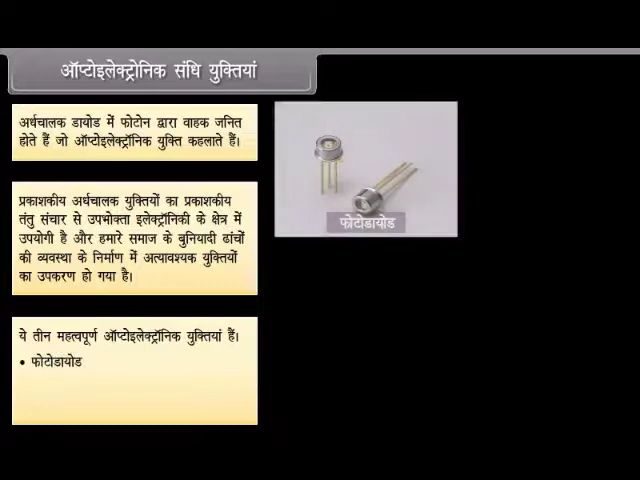 ऑप्टोइलेक्ट्रोनिक संधि युक्तियां
अर्धचालक डायोड में फोटोन द्वारा वाहक जनित
होते हैं जो ऑप्टोइलेक्ट्रॉनिक युक्ति कहलाते हैं।
फोटोडायोड
प्रकाशकीय अर्धचालक युक्तियों का प्रकाशकीय
तंतु संचार से उपभोक्ता इलेक्ट्रॉनिकी के क्षेत्र में
उपयोगी है और हमारे समाज के बुनियादी ढांचों
की व्यवस्था के निर्माण में अत्यावश्यक युक्तियों
का उपकरण हो गया है।
ये तीन महत्वपूर्ण ऑप्टोइलेक्ट्रॉनिक युक्तियां हैं।
• फोटोडायोड